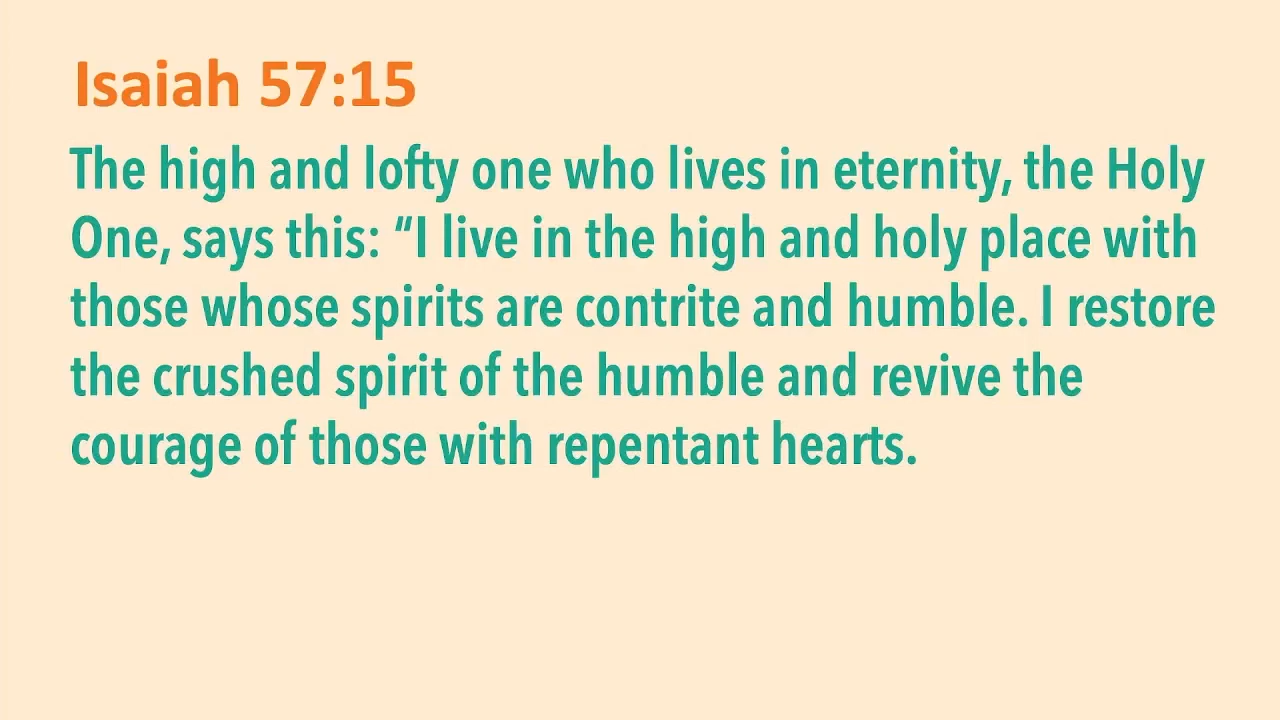 Isaiah 57:15
The high and lofty one who lives in eternity, the Holy
One, says this: “I live in the high and holy place with
those whose spirits are contrite and humble. I restore
the crushed spirit of the humble and revive the
courage of those with repentant hearts.